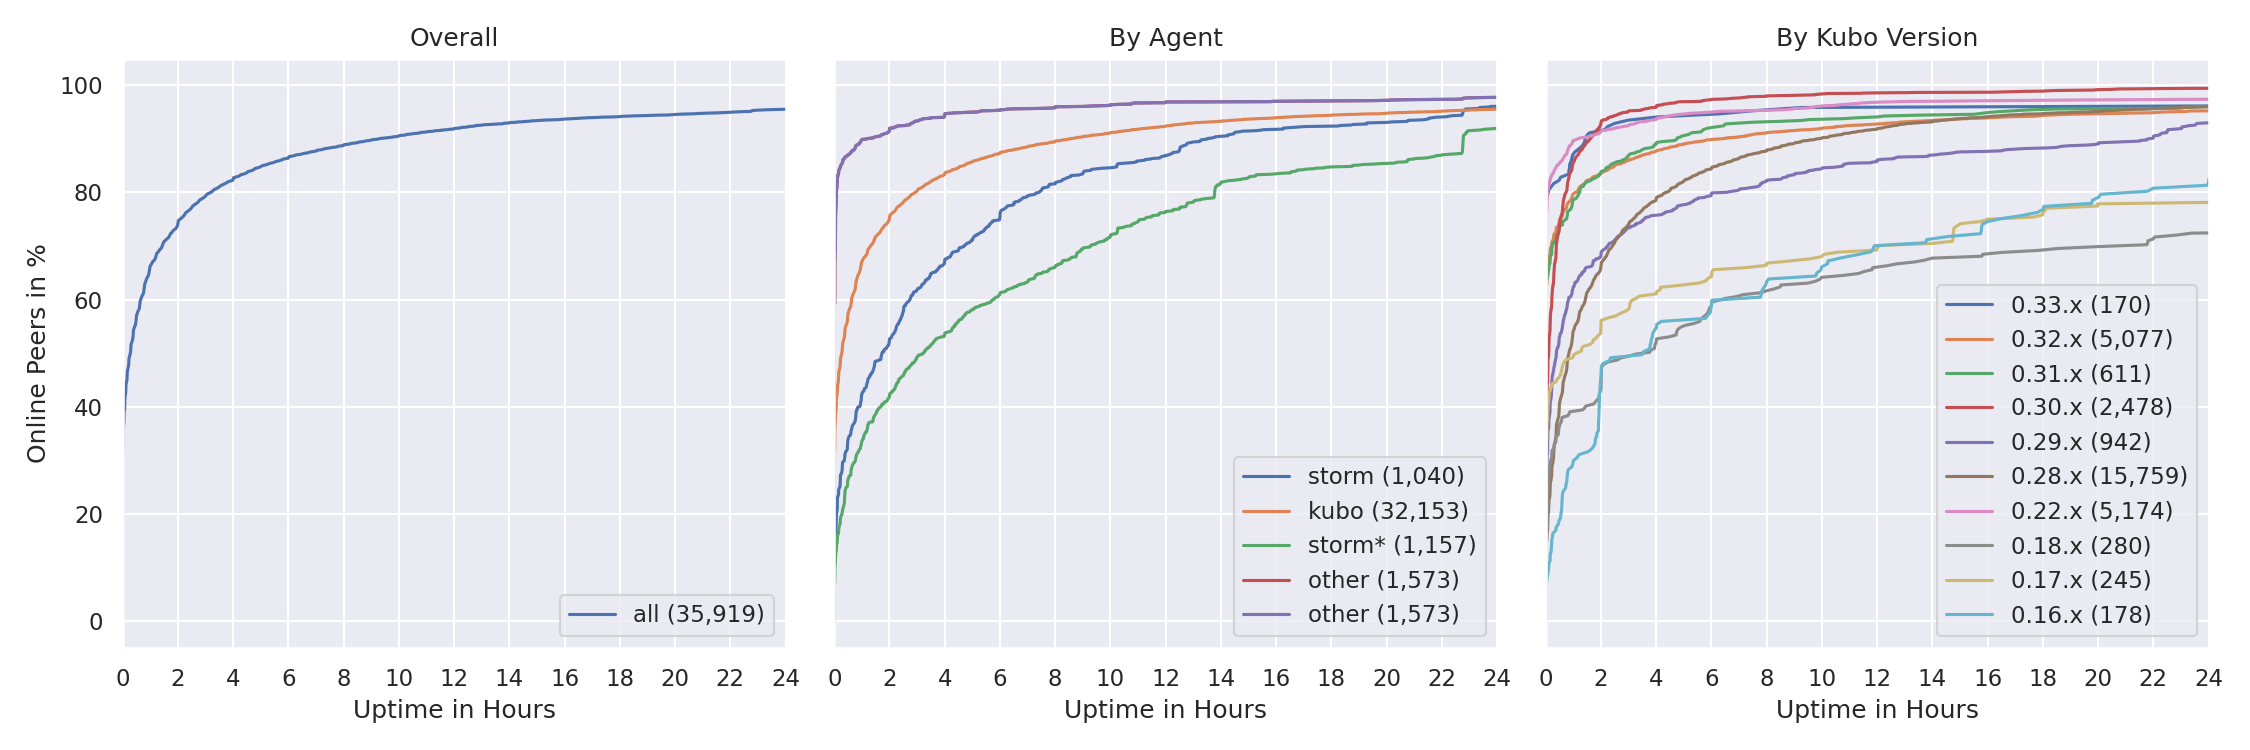 Overall
By Agent
By Kubo Version
Online Peers in %
100
80
60
40
20
0
all (35,919)
storm (1,040)
kubo (32,153)
storm* (1,157)
other (1,573)
other (1,573)
0.33.x (170)
0.32.x (5,077)
0.31.x (611)
0.30.x (2,478)
0.29.x (942)
0.28.x (15,759)
0.22.x (5,174)
0.18.x (280)
0.17.x (245)
0.16.x (178)
0 2 4 6 8 10 12 14 16 18 20 22 24
0 2 4 6 8 10 12 14 16 18 20 22 24
0 2 4 6 8 10 12 14 16 18 20 22 24
Uptime in Hours
Uptime in Hours
Uptime in Hours